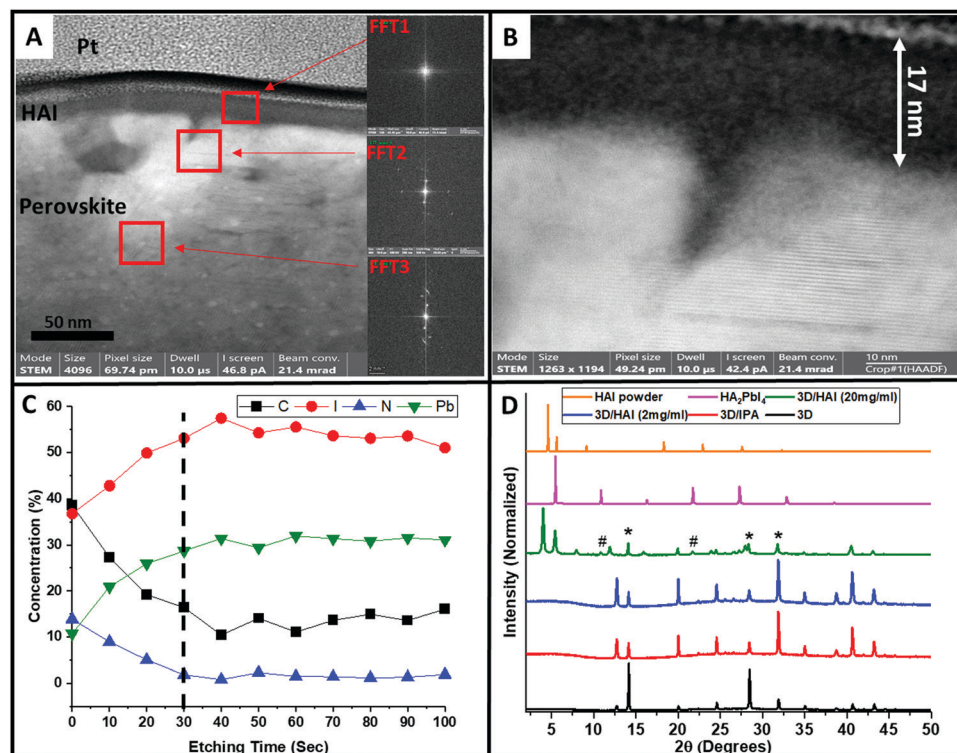 A
Pt
HAI
Perovskite
50 nm
FFT1
FFT2
FFT3
Mode Size Pixel size Dwell I screen Beam conv.
STEM 4096 69.74 pm 10.0 µs 46.8 pA 21.4 mrad
B
17 nm
Mode Size Pixel size Dwell I screen Beam conv. 10 nm
STEM 1263 x 1194 49.24 pm 10.0 µs 42.4 pA 21.4 mrad Crop#1(HAADF)
C
C I N Pb
Concentration (%)
60
50
40
30
20
10
0
0 10 20 30 40 50 60 70 80 90 100
Etching Time (Sec)
D
HAI powder HA₂PbI₄ 3D/HAI (20mg/ml)
3D/HAI (2mg/ml) 3D/IPA 3D
Intensity (Normalized)
# * # * *
5 10 15 20 25 30 35 40 45 50
2θ (Degrees)